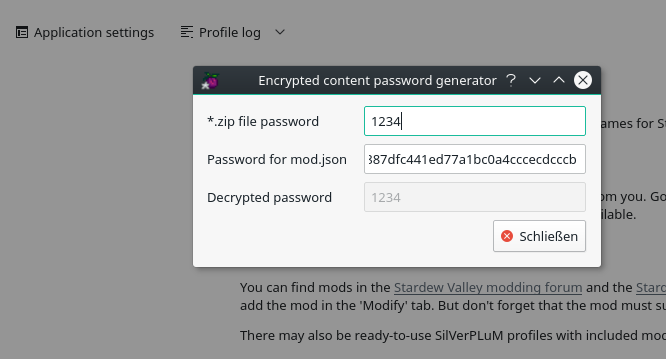 Application settings Profile log
Encrypted content password generator
*.zip file password 1234
ames for St
Password for mod.json 387dfc441ed77a1bc0a4cccecdcccb
Decrypted password 1234
om you. Go
ilable.
Schließen
You can find mods in the Stardew Valley modding forum and the Stard
add the mod in the 'Modify' tab. But don't forget that the mod must su
There may also be ready-to-use SilVerPLuM profiles with included mod